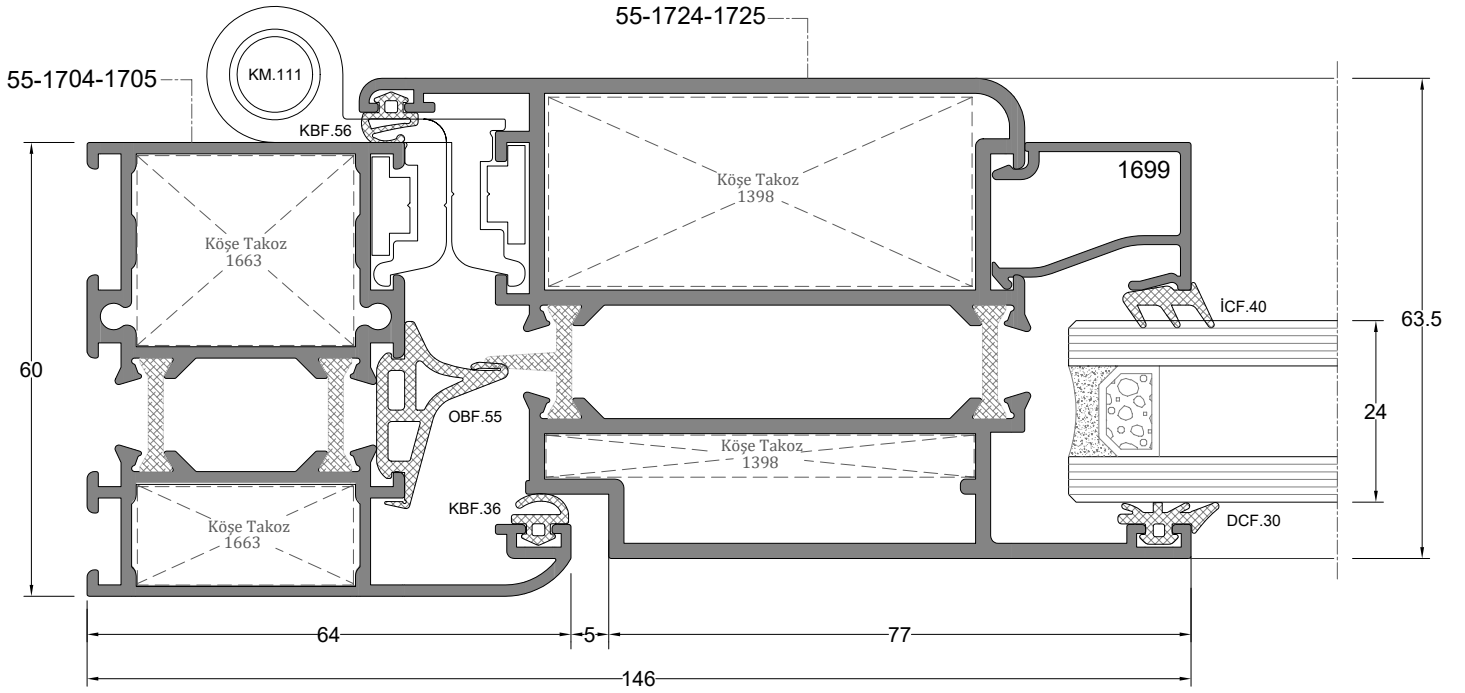 55-1724-1725
55-1704-1705
KM.111
KBF.56
1699
Köşe Takoz
1398
Köşe Takoz
1663
İCF.40
63.5
60
24
OBF.55
Köşe Takoz
1398
KBF.36
DCF.30
Köşe Takoz
1663
64
5
77
146